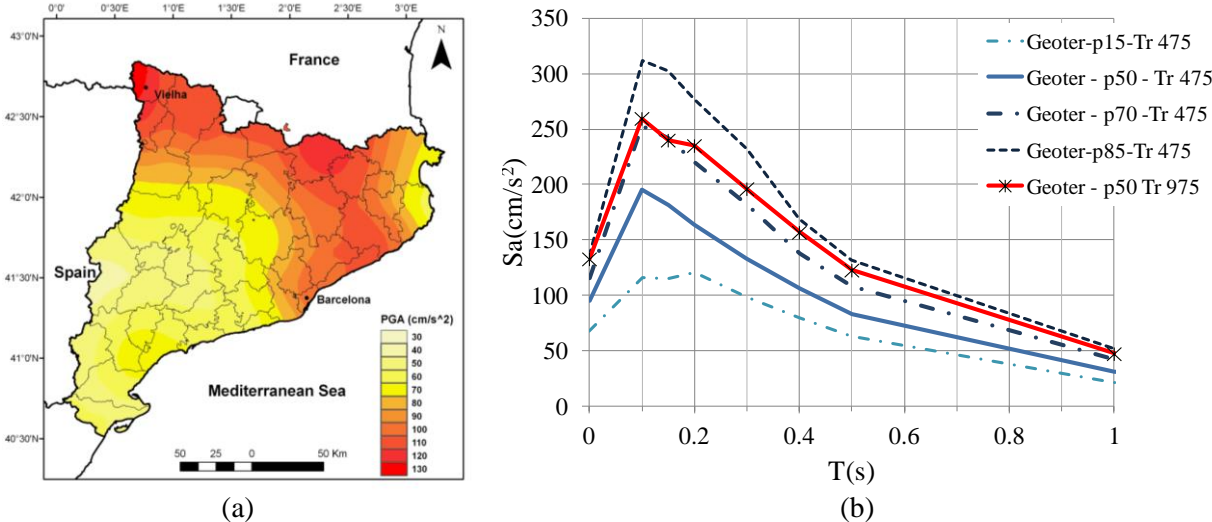 0°0' 0°30'E 1°0'E 1°30'E 2°0'E 2°30'E 3°0'E
43°0'N
42°30'N
42°0'N
41°30'N
41°0'N
40°30'N
France
N
Vielha
Spain
Barcelona
Mediterranean Sea
PGA (cm/s^2)
30
40
50
60
70
80
90
100
110
120
130
50 25 0 50 Km
(a)
Sa(cm/s²)
350
300
250
200
150
100
50
0
0 0.2 0.4 0.6 0.8 1
T(s)
Geoter-p15-Tr 475
Geoter - p50 - Tr 475
Geoter - p70 -Tr 475
Geoter-p85-Tr 475
Geoter - p50 Tr 975
(b)